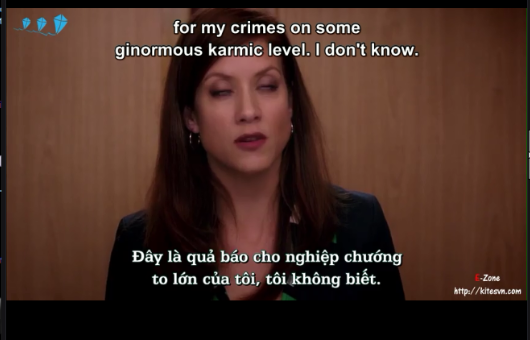 for my crimes on some
ginormous karmic level. I don't know.
Đây là quả báo cho nghiệp chướng
to lớn của tôi, tôi không biết.
E-Zone
http://kitesvn.com